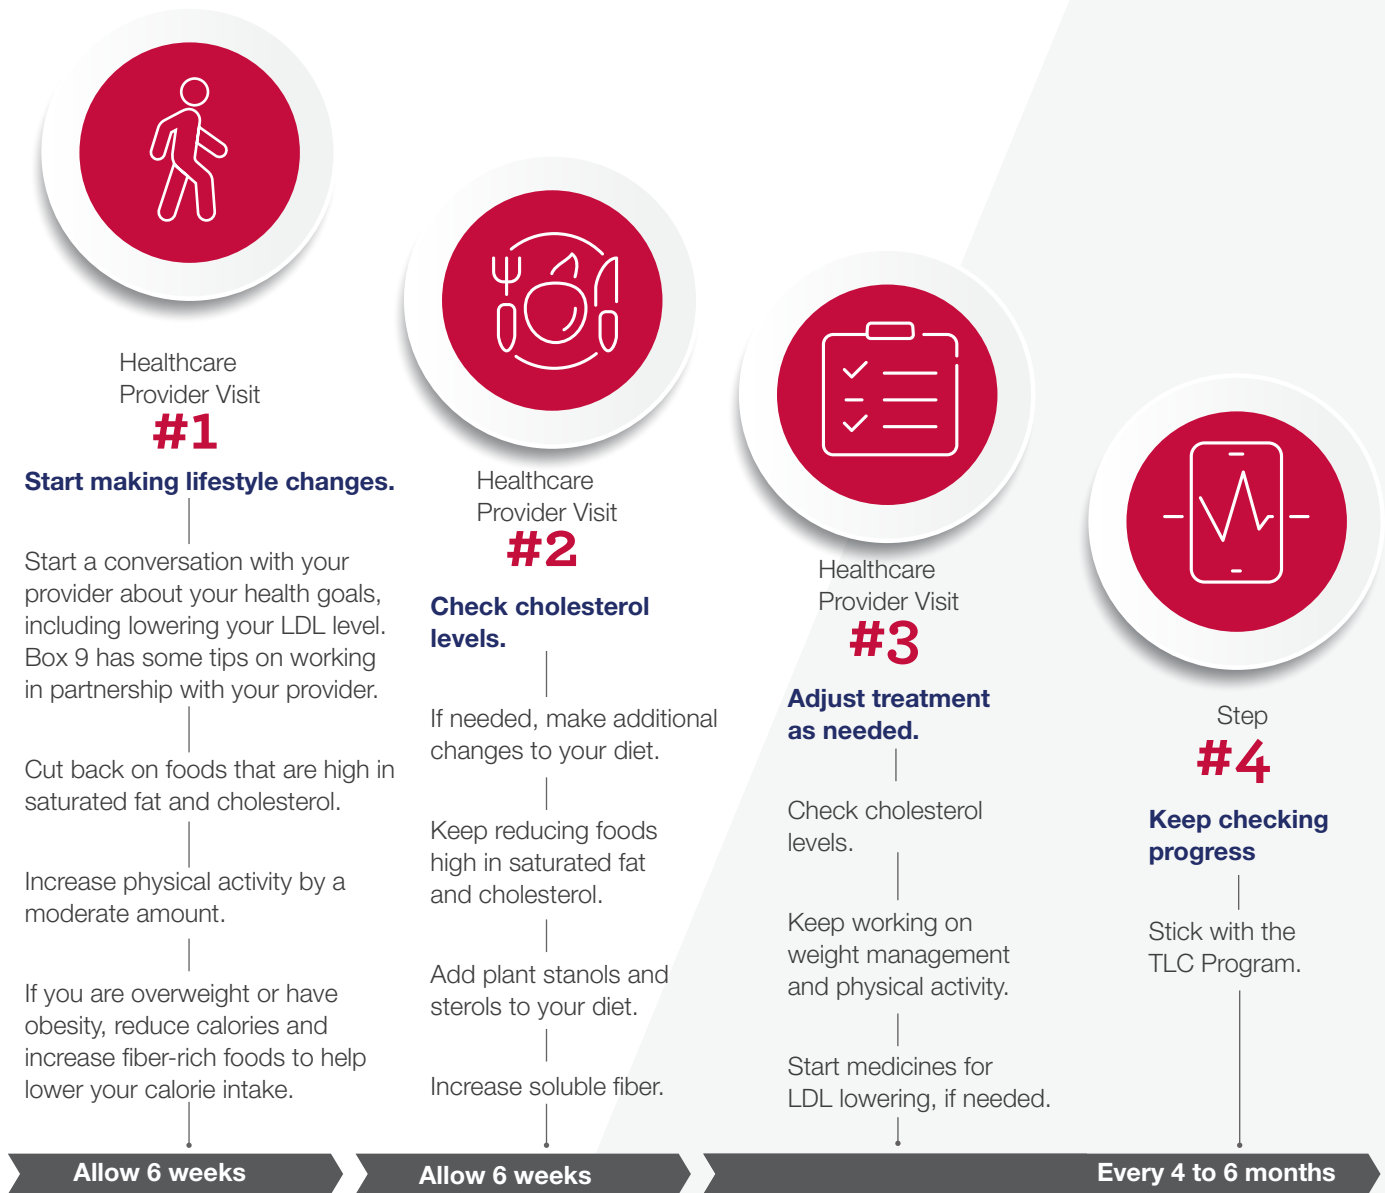 Healthcare
Provider Visit
#1
Start making lifestyle changes.
Start a conversation with your
provider about your health goals,
including lowering your LDL level.
Box 9 has some tips on working
in partnership with your provider.
Cut back on foods that are high in
saturated fat and cholesterol.
Increase physical activity by a
moderate amount.
If you are overweight or have
obesity, reduce calories and
increase fiber-rich foods to help
lower your calorie intake.
Allow 6 weeks
Healthcare
Provider Visit
#2
Check cholesterol
levels.
If needed, make additional
changes to your diet.
Keep reducing foods
high in saturated fat
and cholesterol.
Add plant stanols and
sterols to your diet.
Increase soluble fiber.
Allow 6 weeks
Healthcare
Provider Visit
#3
Adjust treatment
as needed.
Check cholesterol
levels.
Keep working on
weight management
and physical activity.
Start medicines for
LDL lowering, if needed.
Step
#4
Keep checking
progress
Stick with the
TLC Program.
Every 4 to 6 months